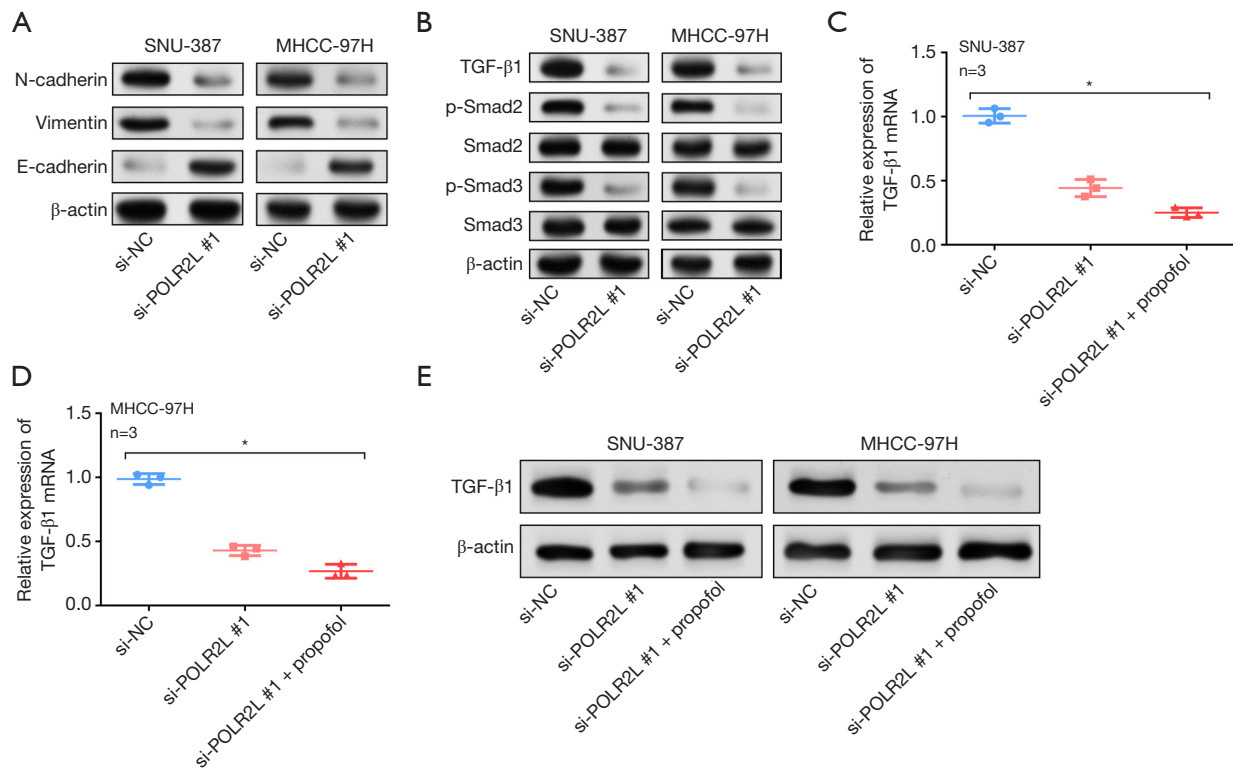 A
SNU-387 MHCC-97H
N-cadherin
Vimentin
E-cadherin
β-actin
si-NC
si-POLR2L #1
si-NC
si-POLR2L #1
B
SNU-387 MHCC-97H
TGF-β1
p-Smad2
Smad2
p-Smad3
Smad3
β-actin
si-NC
si-POLR2L #1
si-NC
si-POLR2L #1
C
Relative expression of
TGF-β1 mRNA
1.5
1.0
0.5
0.0
SNU-387
n=3
*
si-NC
si-POLR2L #1
si-POLR2L #1 + propofol
D
Relative expression of
TGF-β1 mRNA
1.5
1.0
0.5
0.0
MHCC-97H
n=3
*
si-NC
si-POLR2L #1
si-POLR2L #1 + propofol
E
SNU-387 MHCC-97H
TGF-β1
β-actin
si-NC
si-POLR2L #1
si-POLR2L #1 + propofol
si-NC
si-POLR2L #1
si-POLR2L #1 + propofol